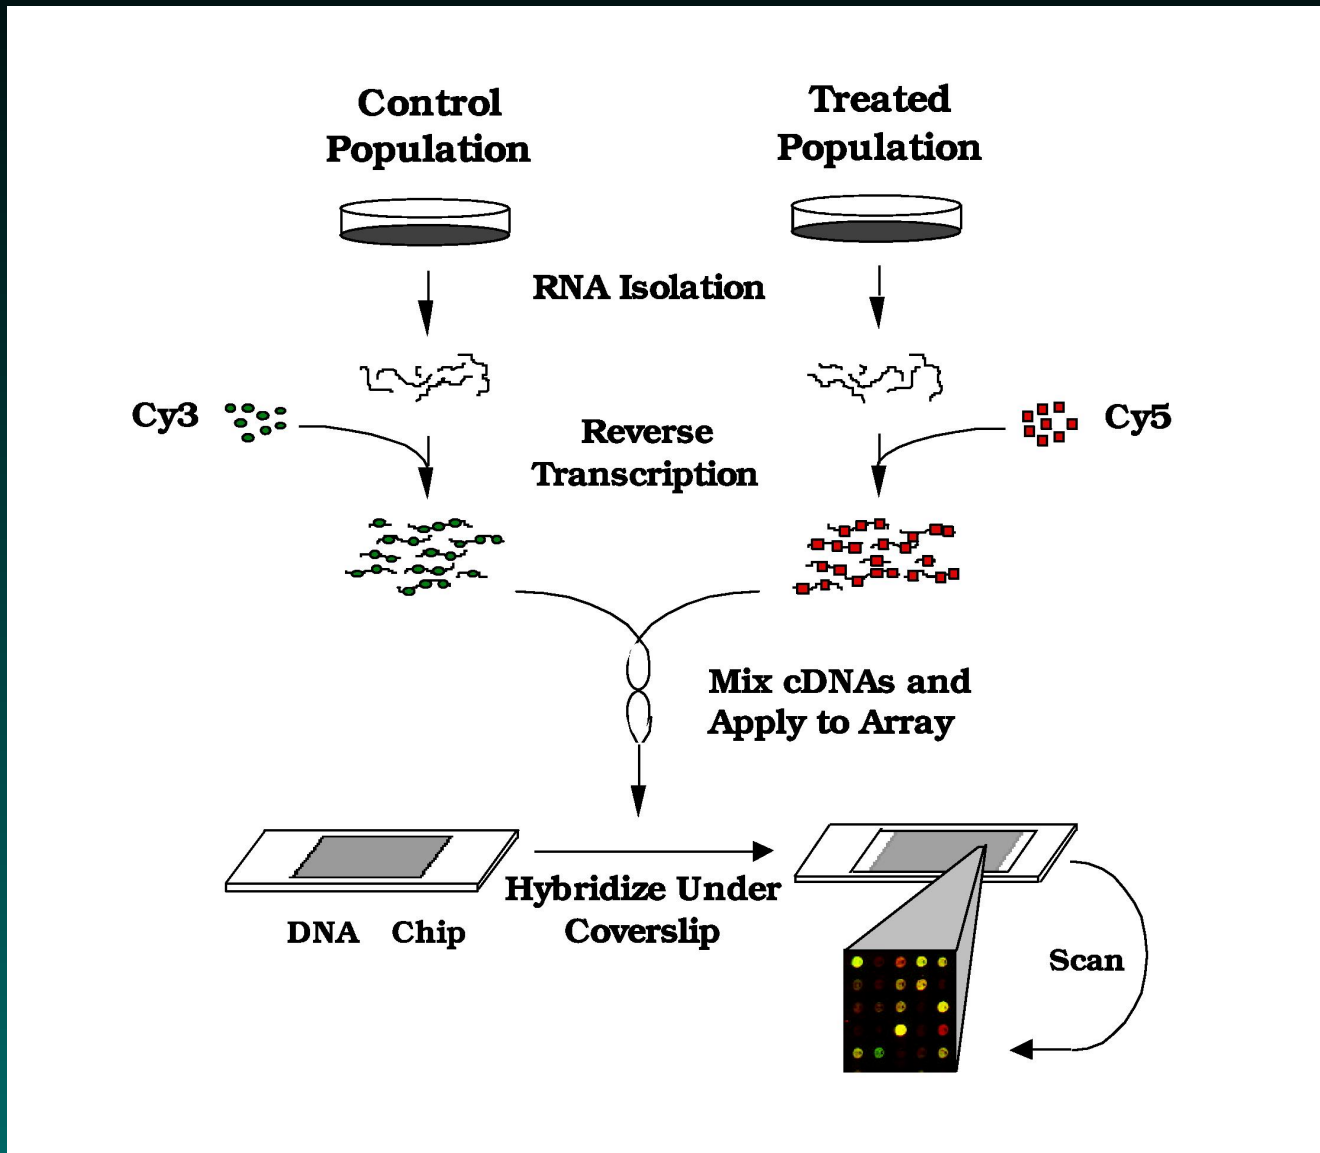 Control
Population
Treated
Population
RNA Isolation
Cy3
Reverse
Transcription
Cy5
Mix cDNAs and
Apply to Array
Hybridize Under
Coverslip
DNA Chip
Scan